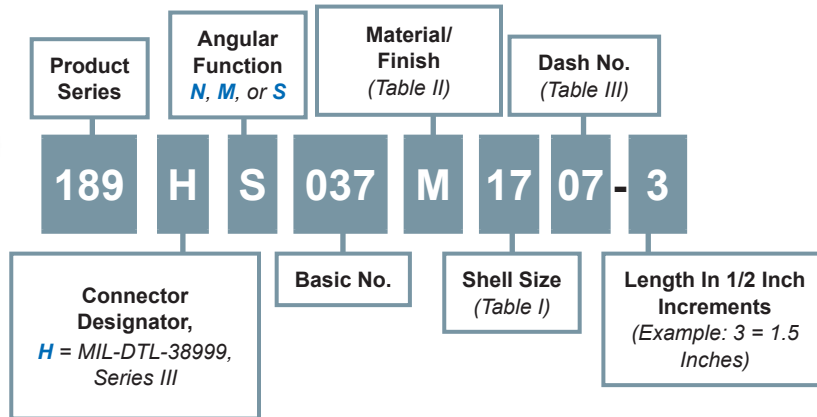 Product
Series
Angular
Function
N, M, or S
Material/
Finish
(Table II)
Dash No.
(Table III)
189 H S 037 M 17 07 - 3
Connector
Designator,
H = MIL-DTL-38999,
Series III
Basic No.
Shell Size
(Table I)
Length In 1/2 Inch
Increments
(Example: 3 = 1.5
Inches)